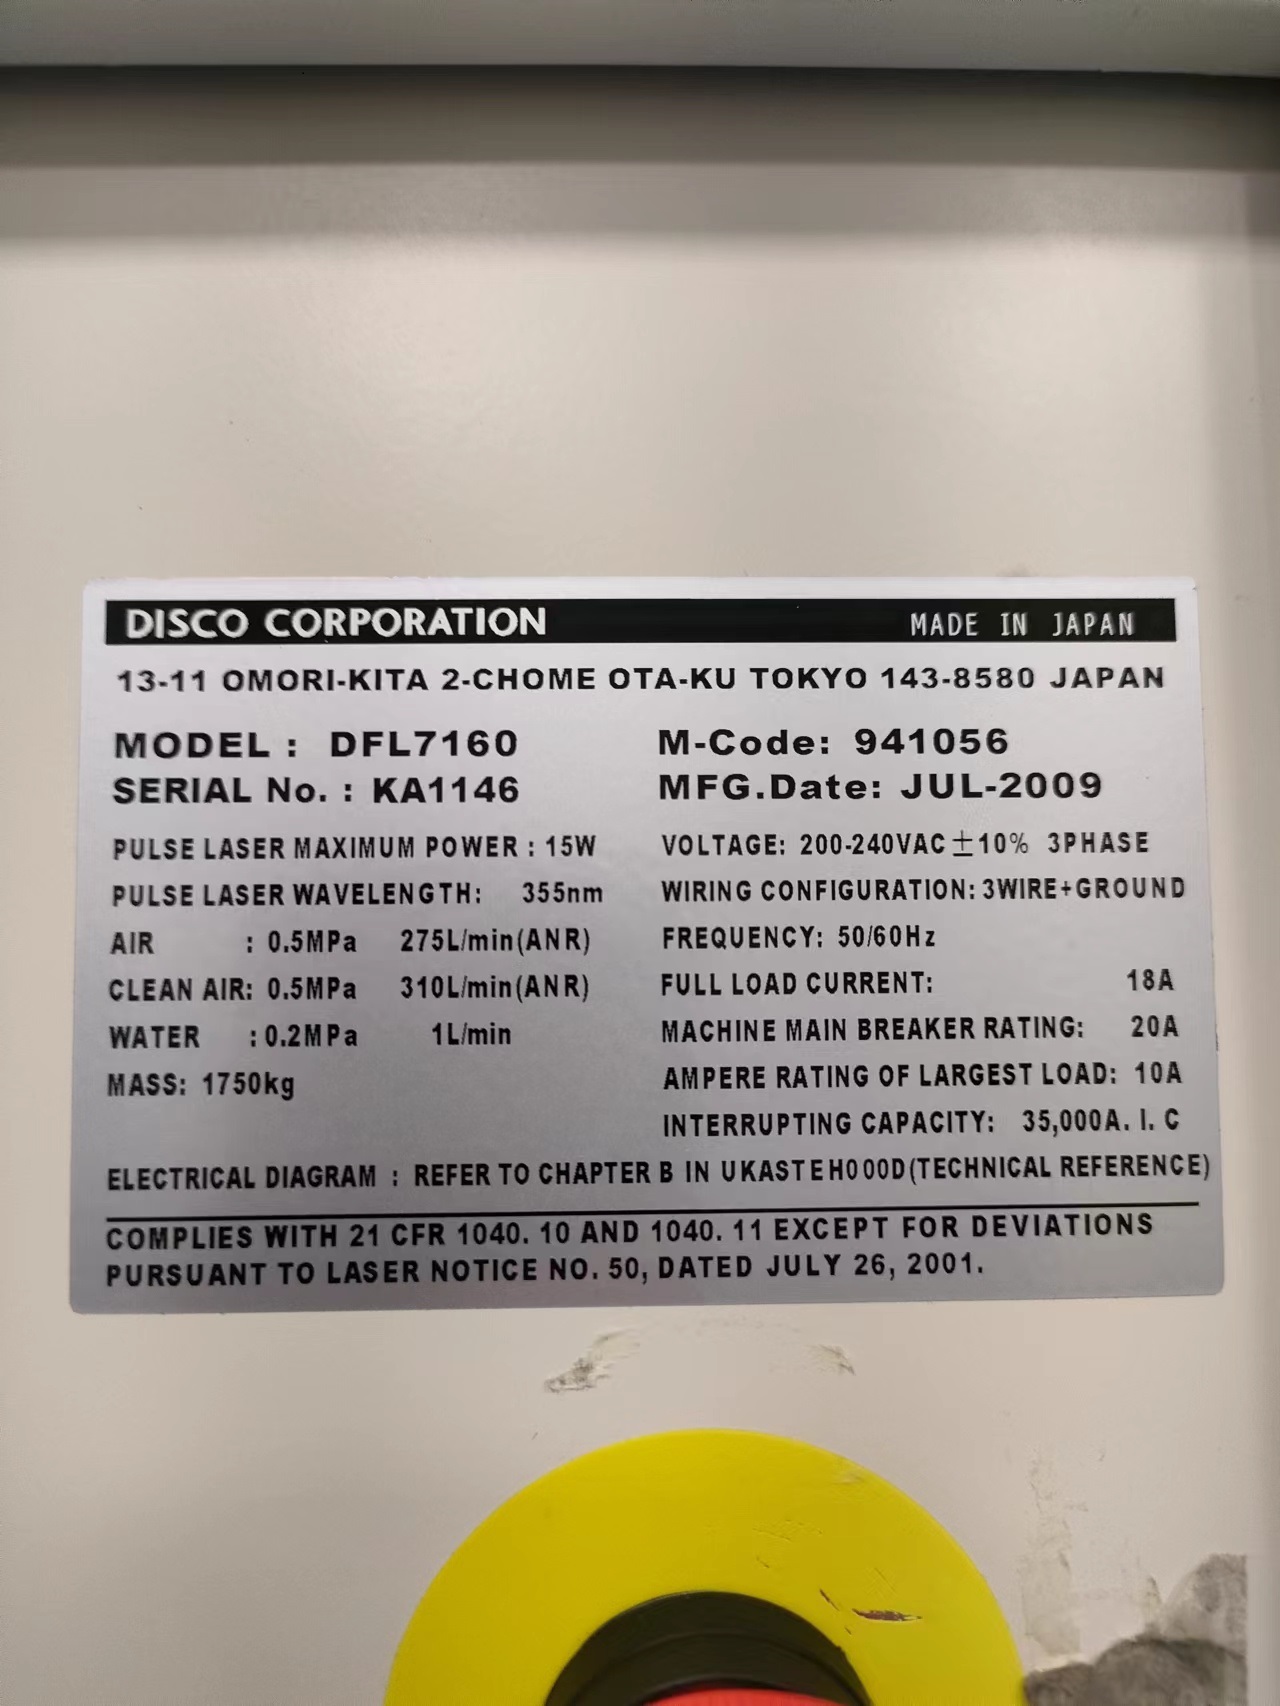 DISCO CORPORATION MADE IN JAPAN
13-11 OMORI-KITA 2-CHOME OTA-KU TOKYO 143-8580 JAPAN
MODEL : DFL7160 M-Code: 941056
SERIAL No. : KA1146 MFG.Date: JUL-2009
PULSE LASER MAXIMUM POWER : 15W VOLTAGE: 200-240VAC±10% 3PHASE
PULSE LASER WAVELENGTH: 355nm WIRING CONFIGURATION: 3WIRE+GROUND
AIR : 0.5MPa 275L/min(ANR) FREQUENCY: 50/60Hz
CLEAN AIR: 0.5MPa 310L/min(ANR) FULL LOAD CURRENT: 18A
WATER : 0.2MPa 1L/min MACHINE MAIN BREAKER RATING: 20A
MASS: 1750kg AMPERE RATING OF LARGEST LOAD: 10A
INTERRUPTING CAPACITY: 35,000A. I. C
ELECTRICAL DIAGRAM : REFER TO CHAPTER B IN UKASTEH000D(TECHNICAL REFERENCE)
COMPLIES WITH 21 CFR 1040. 10 AND 1040. 11 EXCEPT FOR DEVIATIONS
PURSUANT TO LASER NOTICE NO. 50, DATED JULY 26, 2001.